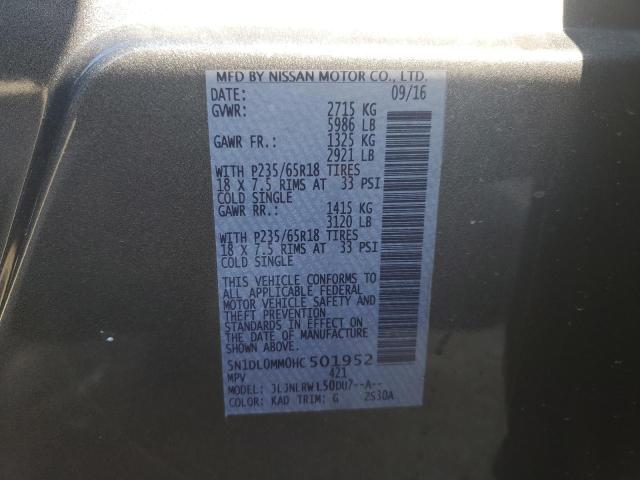 MFD BY NISSAN MOTOR CO., LTD.
DATE: 09/16
GVWR: 2715 KG
5986 LB
GAWR FR.: 1325 KG
2921 LB
WITH P235/65R18 TIRES
18 X 7.5 RIMS AT 33 PSI
COLD SINGLE
GAWR RR.: 1415 KG
3120 LB
WITH P235/65R18 TIRES
18 X 7.5 RIMS AT 33 PSI
COLD SINGLE
THIS VEHICLE CONFORMS TO
ALL APPLICABLE FEDERAL
MOTOR VEHICLE SAFETY AND
THEFT PREVENTION
STANDARDS IN EFFECT ON
THE DATE OF MANUFACTURE
SHOWN ABOVE.
5N1DL0MM0HC 501952
MPV 421
MODEL: JLJNLRW L50DU7--A--
COLOR: KAD TRIM: G 2S30A